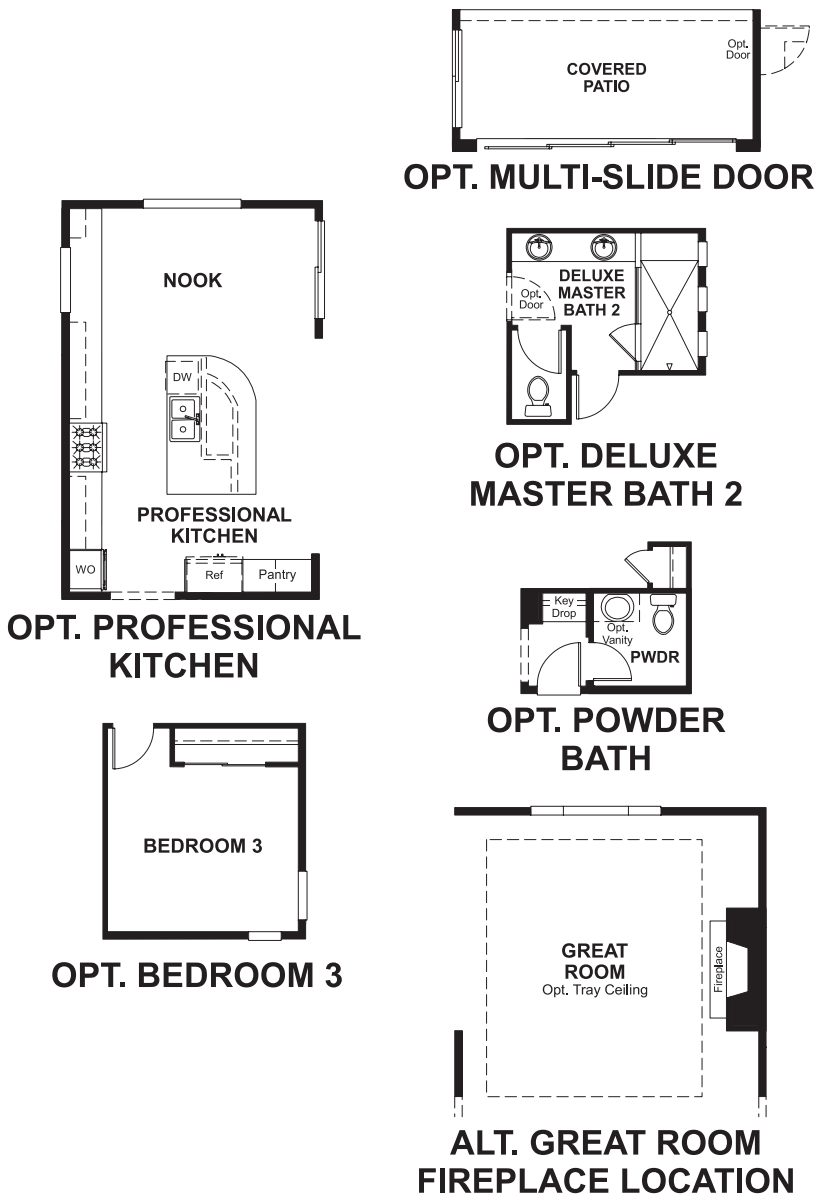 Opt.
Door
COVERED
PATIO
OPT. MULTI-SLIDE DOOR
NOOK
DW
PROFESSIONAL
KITCHEN
WO
Ref
Pantry
OPT. PROFESSIONAL
KITCHEN
DELUXE
MASTER
BATH 2
Opt.
Door
OPT. DELUXE
MASTER BATH 2
Key
Drop
Opt.
Vanity
PWDR
OPT. POWDER
BATH
BEDROOM 3
OPT. BEDROOM 3
GREAT
ROOM
Opt. Tray Ceiling
Fireplace
ALT. GREAT ROOM
FIREPLACE LOCATION